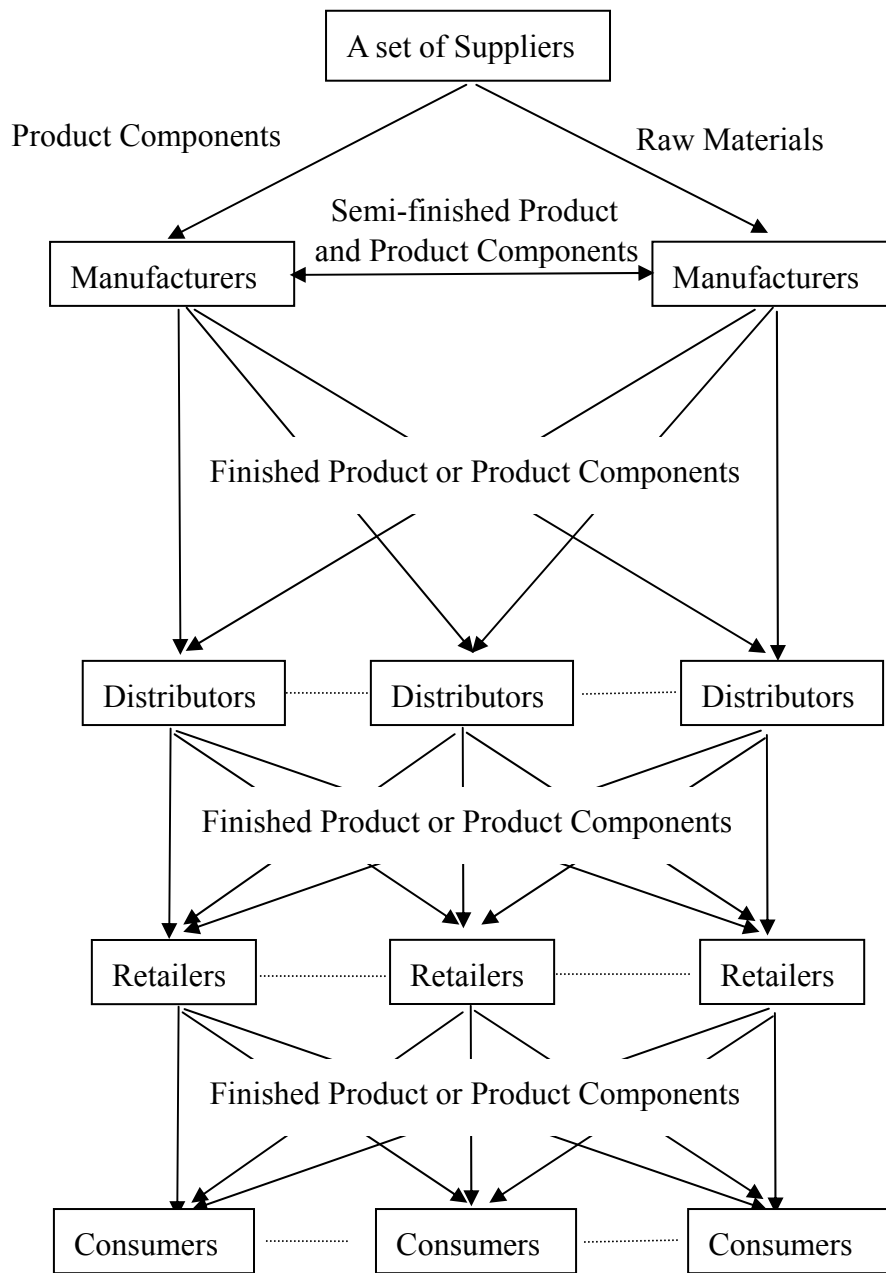 A set of Suppliers
Product Components
Raw Materials
Semi-finished Product
and Product Components
Manufacturers
Manufacturers
Finished Product or Product Components
Distributors
Distributors
Distributors
Finished Product or Product Components
Retailers
Retailers
Retailers
Finished Product or Product Components
Consumers
Consumers
Consumers